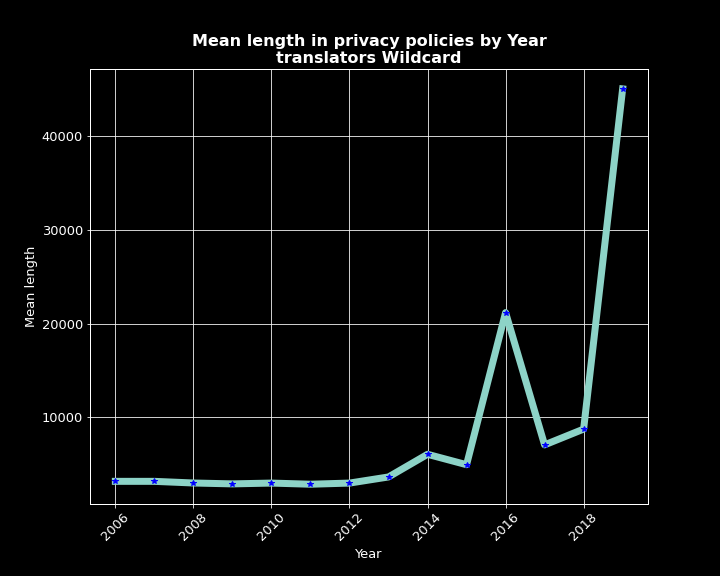 Mean length in privacy policies by Year
translators Wildcard
40000
30000
20000
10000
Mean length
2006
2008
2010
2012
2014
2016
2018
Year